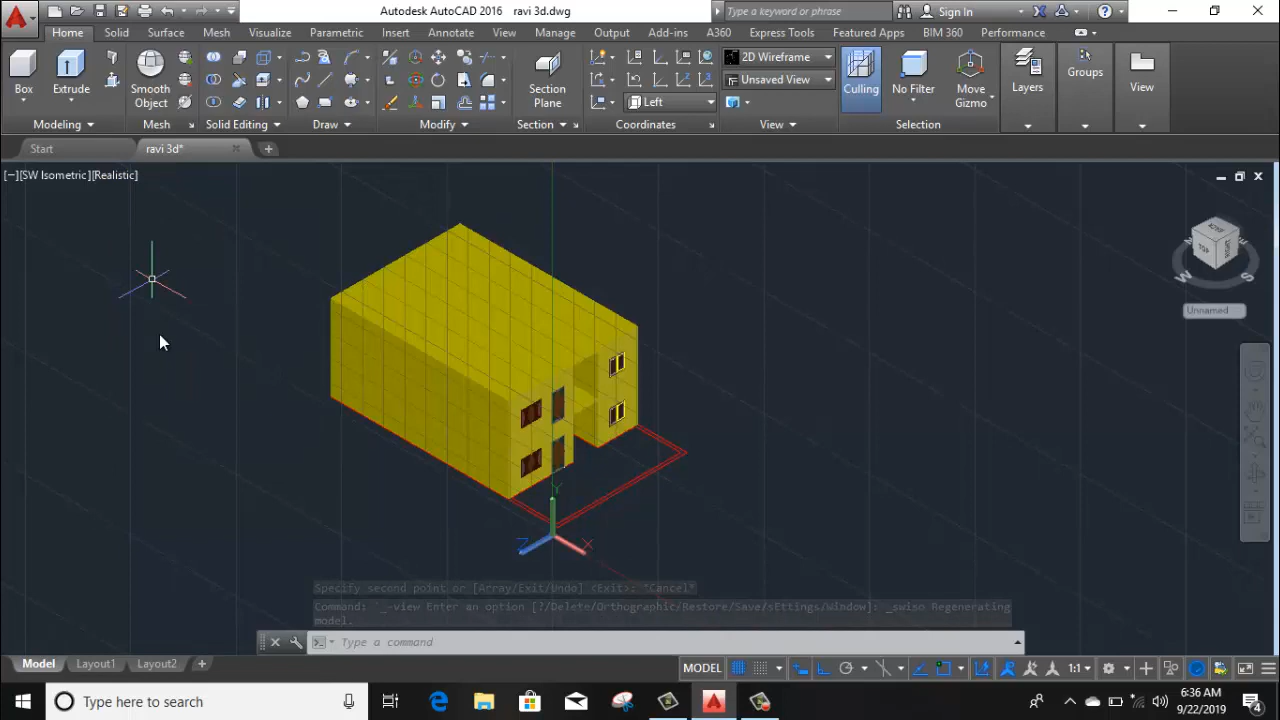 Autodesk AutoCAD 2016 ravi 3d.dwg
Type a keyword or phrase
Sign In
Home Solid Surface Mesh Visualize Parametric Insert Annotate View Manage Output Add-ins A360 Express Tools Featured Apps BIM 360 Performance
Box
Extrude
Smooth Object
Section Plane
2D Wireframe
Unsaved View
Left
Culling
No Filter
Move Gizmo
Layers
Groups
View
Modeling
Mesh
Solid Editing
Draw
Modify
Section
Coordinates
View
Selection
Start
ravi 3d*
[−][SW Isometric][Realistic]
TOP
BACK
RIGHT
W
S
Unnamed
Y
Z
X
Specify second point or [Array/Exit/Undo] <Exit>: *Cancel*
Command: '_-view Enter an option [?/Delete/Orthographic/Restore/Save/sEttings/Window]: _swiso Regenerating
model.
Type a command
Model Layout1 Layout2
MODEL
1:1
Type here to search
6:36 AM
9/22/2019
4